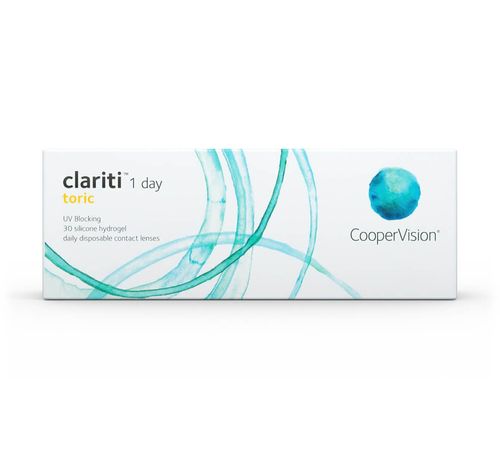 clariti™ 1 day
toric
UV Blocking
30 silicone hydrogel
daily disposable contact lenses
CooperVision®